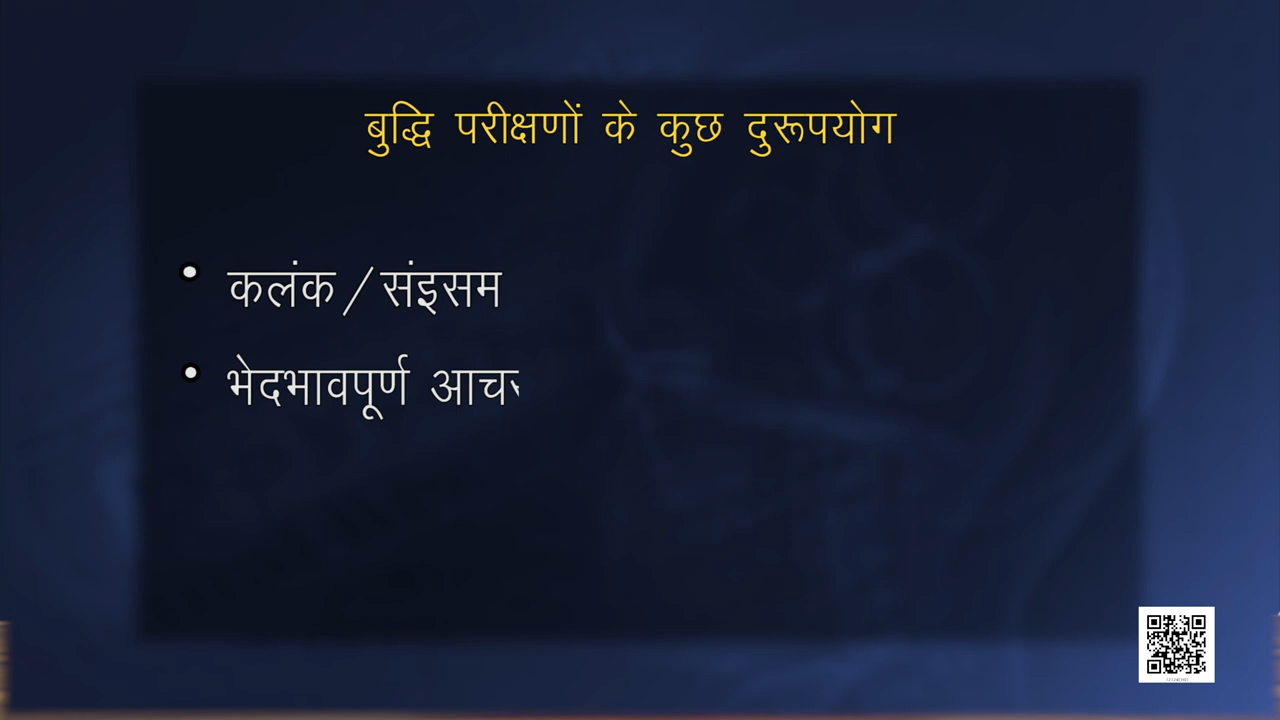 बुद्धि परीक्षणों के कुछ दुरूपयोग
कलंक/संइसम
भेदभावपूर्ण